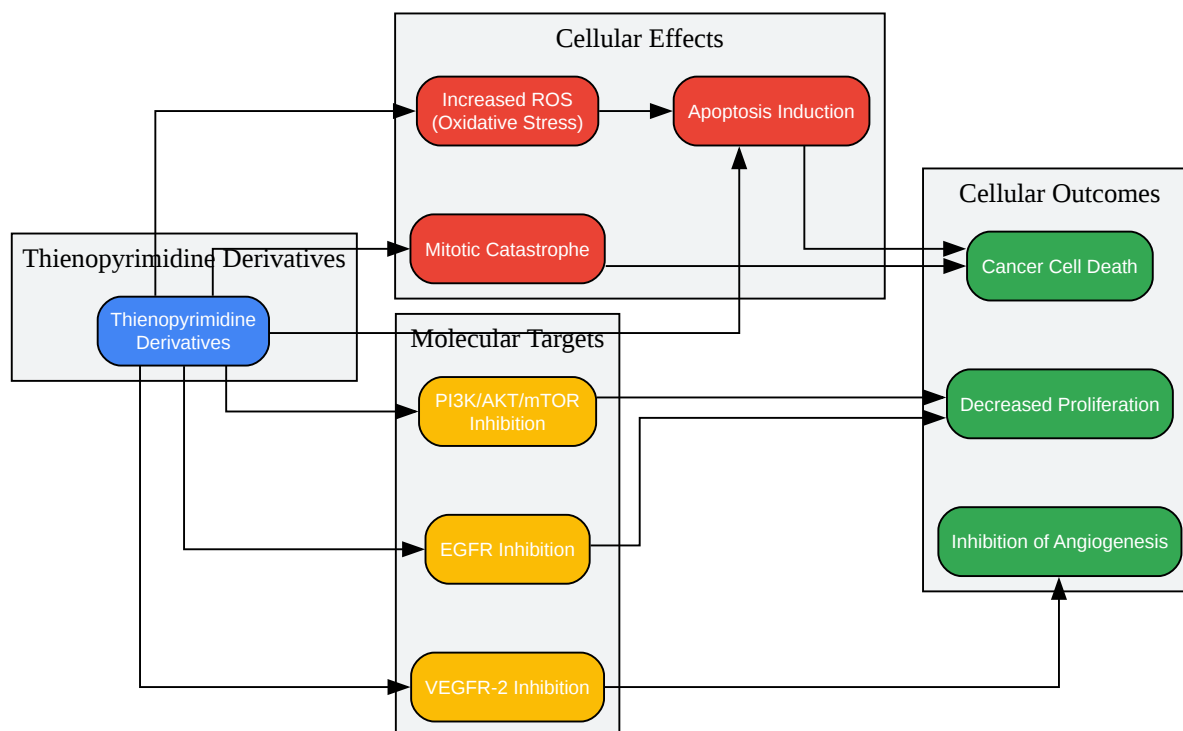 Cellular Effects
Increased ROS
(Oxidative Stress)
Apoptosis Induction
Mitotic Catastrophe
Thienopyrimidine Derivatives
Thienopyrimidine
Derivatives
Molecular Targets
PI3K/AKT/mTOR
Inhibition
EGFR Inhibition
VEGFR-2 Inhibition
Cellular Outcomes
Cancer Cell Death
Decreased Proliferation
Inhibition of Angiogenesis